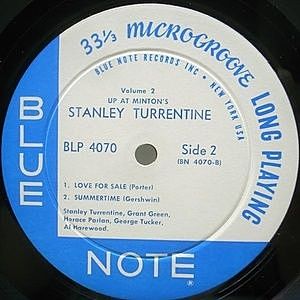 33⅓ MICROGROOVE LONG PLAYING
BLUE NOTE RECORDS INC • NEW YORK USA
Volume 2
UP AT MINTON'S
STANLEY TURRENTINE
BLP 4070
Side 2
(BN 4070-B)
1. LOVE FOR SALE (Porter)
2. SUMMERTIME (Gershwin)
Stanley Turrentine, Grant Green,
Horace Parlan, George Tucker,
Al Harewood.
BLUE
NOTE®